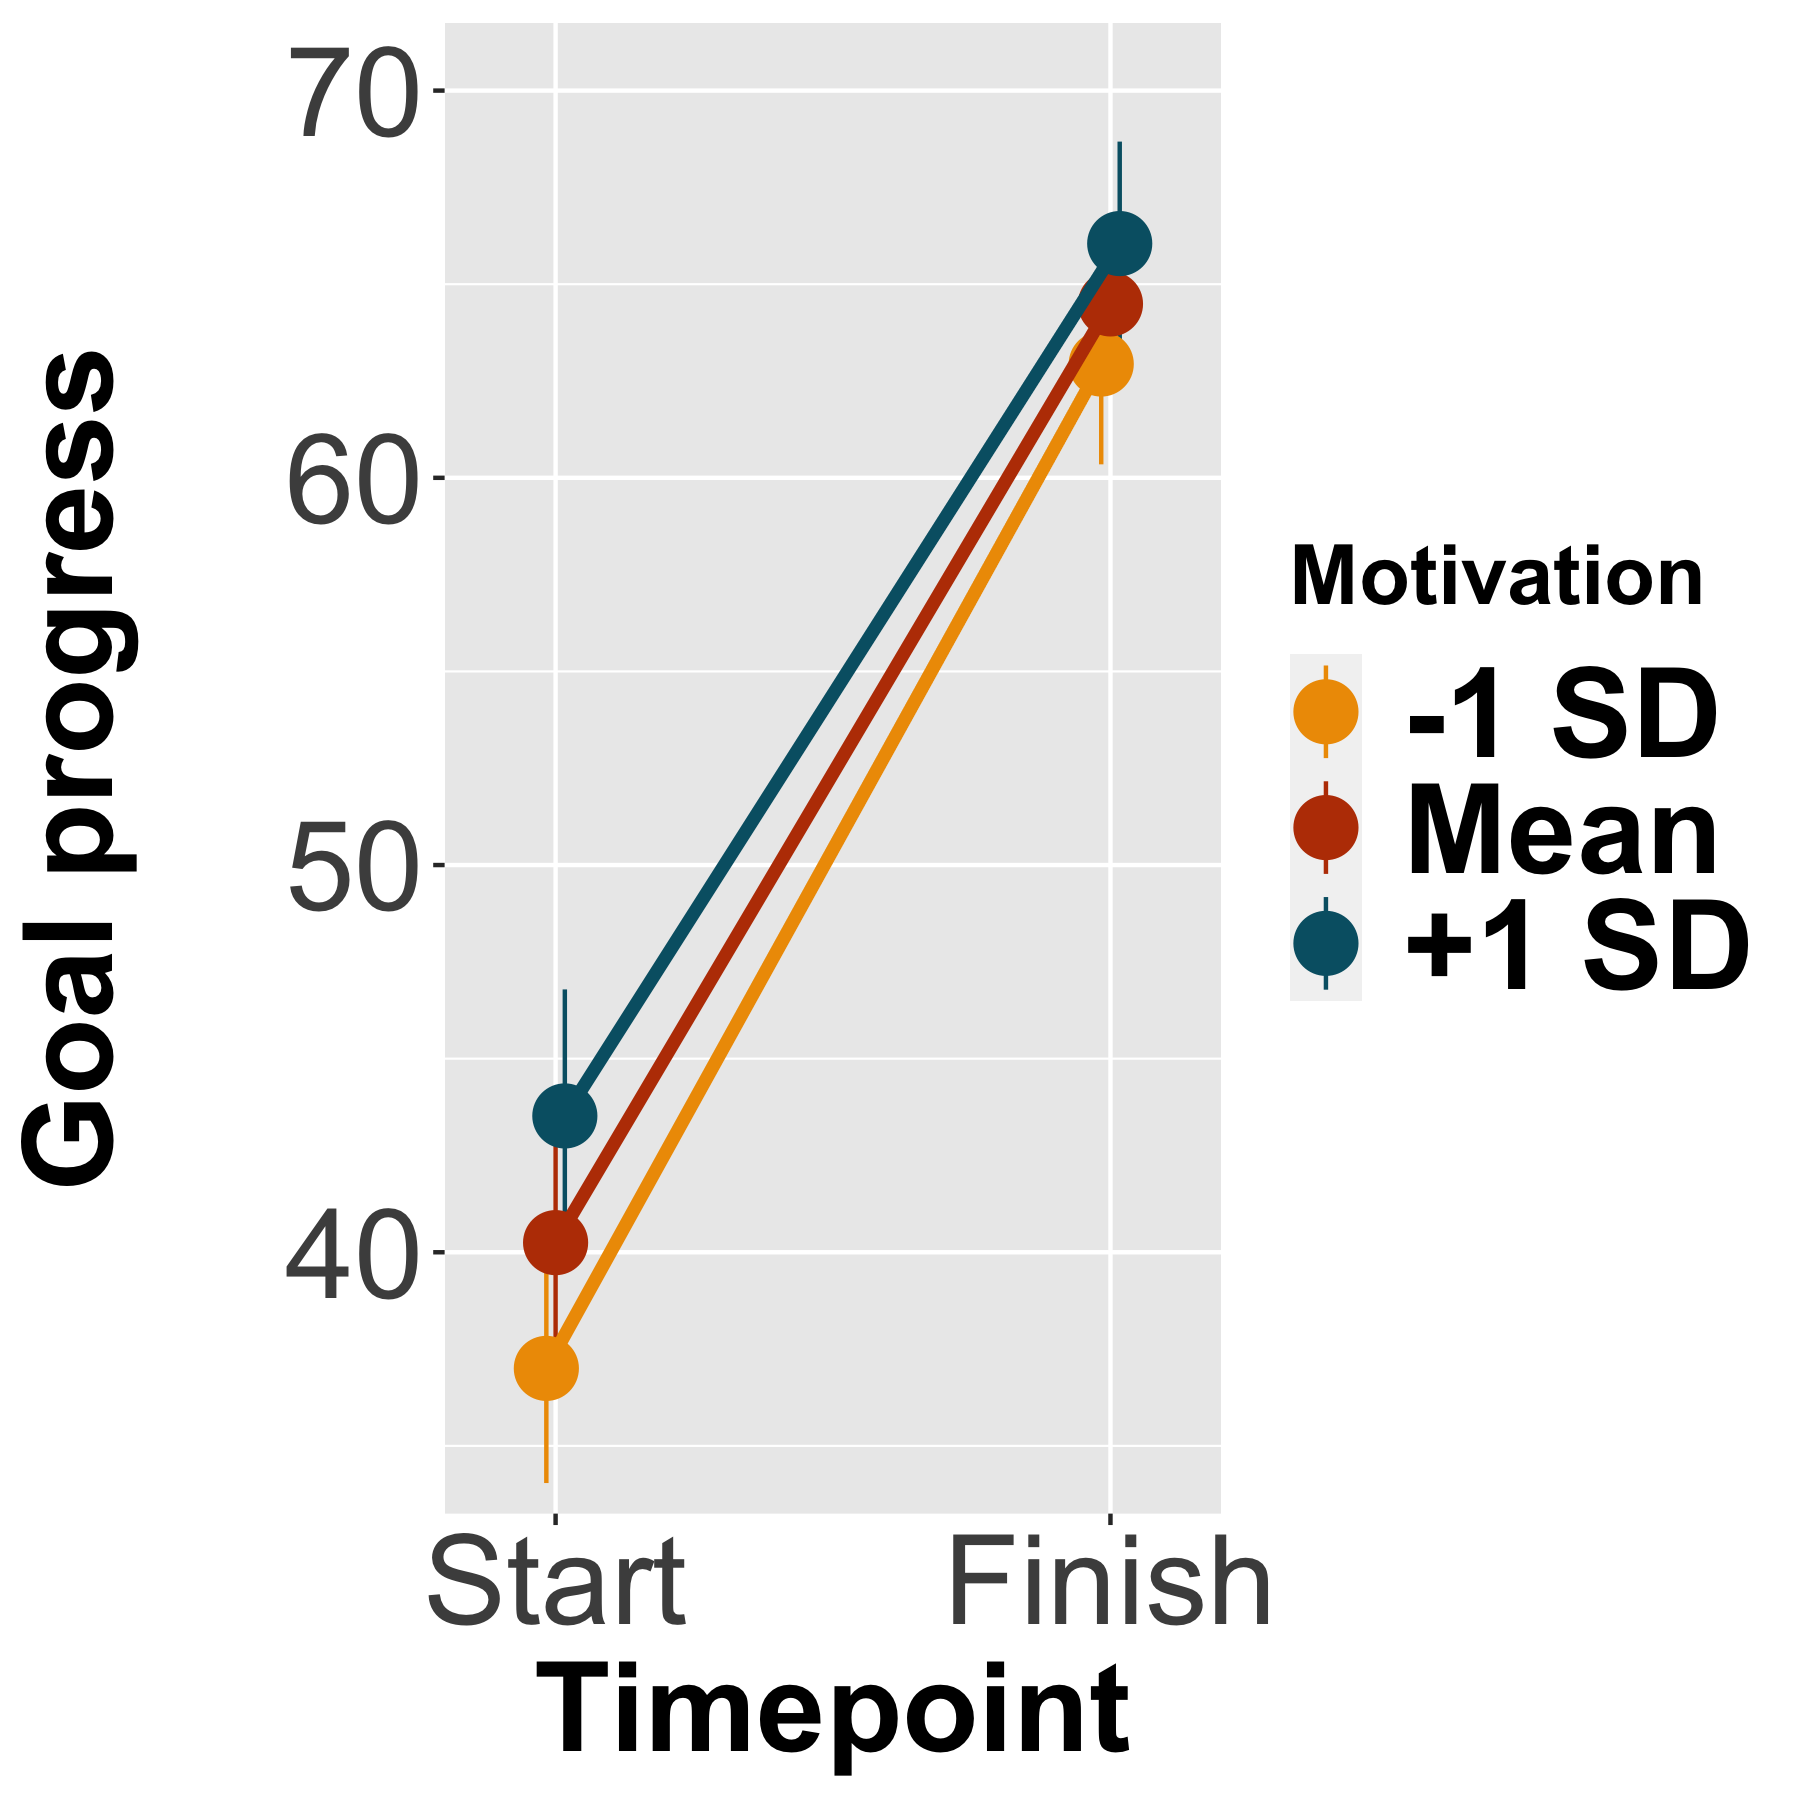 Goal progress
70
60
50
40
Start Finish
Timepoint
Motivation
-1 SD
Mean
+1 SD